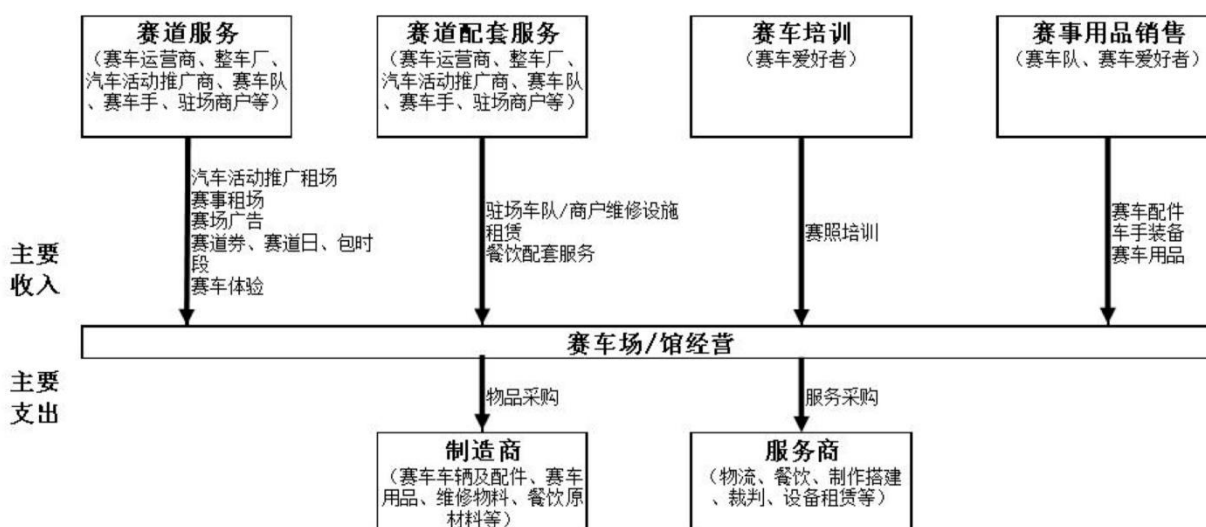 赛道服务
（赛车运营商、整车厂、
汽车活动推广商、赛车队
、赛车手、驻场商户等）
赛道配套服务
（赛车运营商、整车厂、
汽车活动推广商、赛车队
、赛车手、驻场商户等）
赛车培训
（赛车爱好者）
赛事用品销售
（赛车队、赛车爱好者）
主要
收入
汽车活动推广租场
赛事租场
赛场广告
赛道券、赛道日、包时
段
赛车体验
驻场车队/商户维修设施
租赁
餐饮配套服务
赛照培训
赛车配件
车手装备
赛车用品
赛车场/馆经营
主要
支出
物品采购
服务采购
制造商
（赛车车辆及配件、赛车
用品、维修物料、餐饮原
材料等）
服务商
（物流、餐饮、制作搭建
、裁判、设备租赁等）